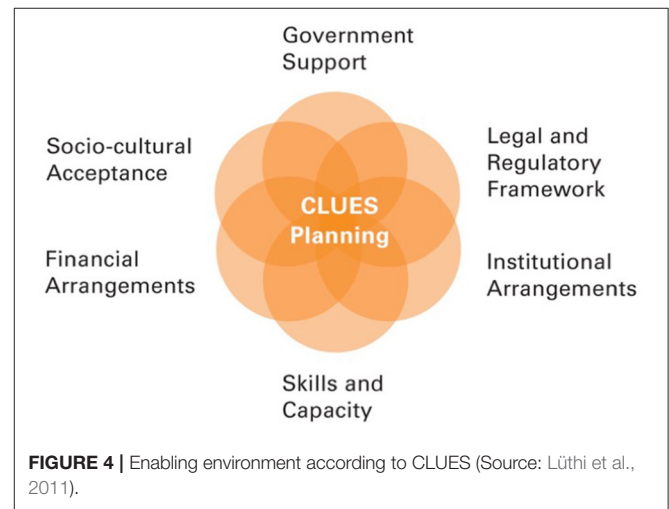 Government
Support
Socio-cultural
Acceptance
Legal and
Regulatory
Framework
CLUES
Planning
Financial
Arrangements
Institutional
Arrangements
Skills and
Capacity
FIGURE 4 | Enabling environment according to CLUES (Source: Lüthi et al.,
2011).